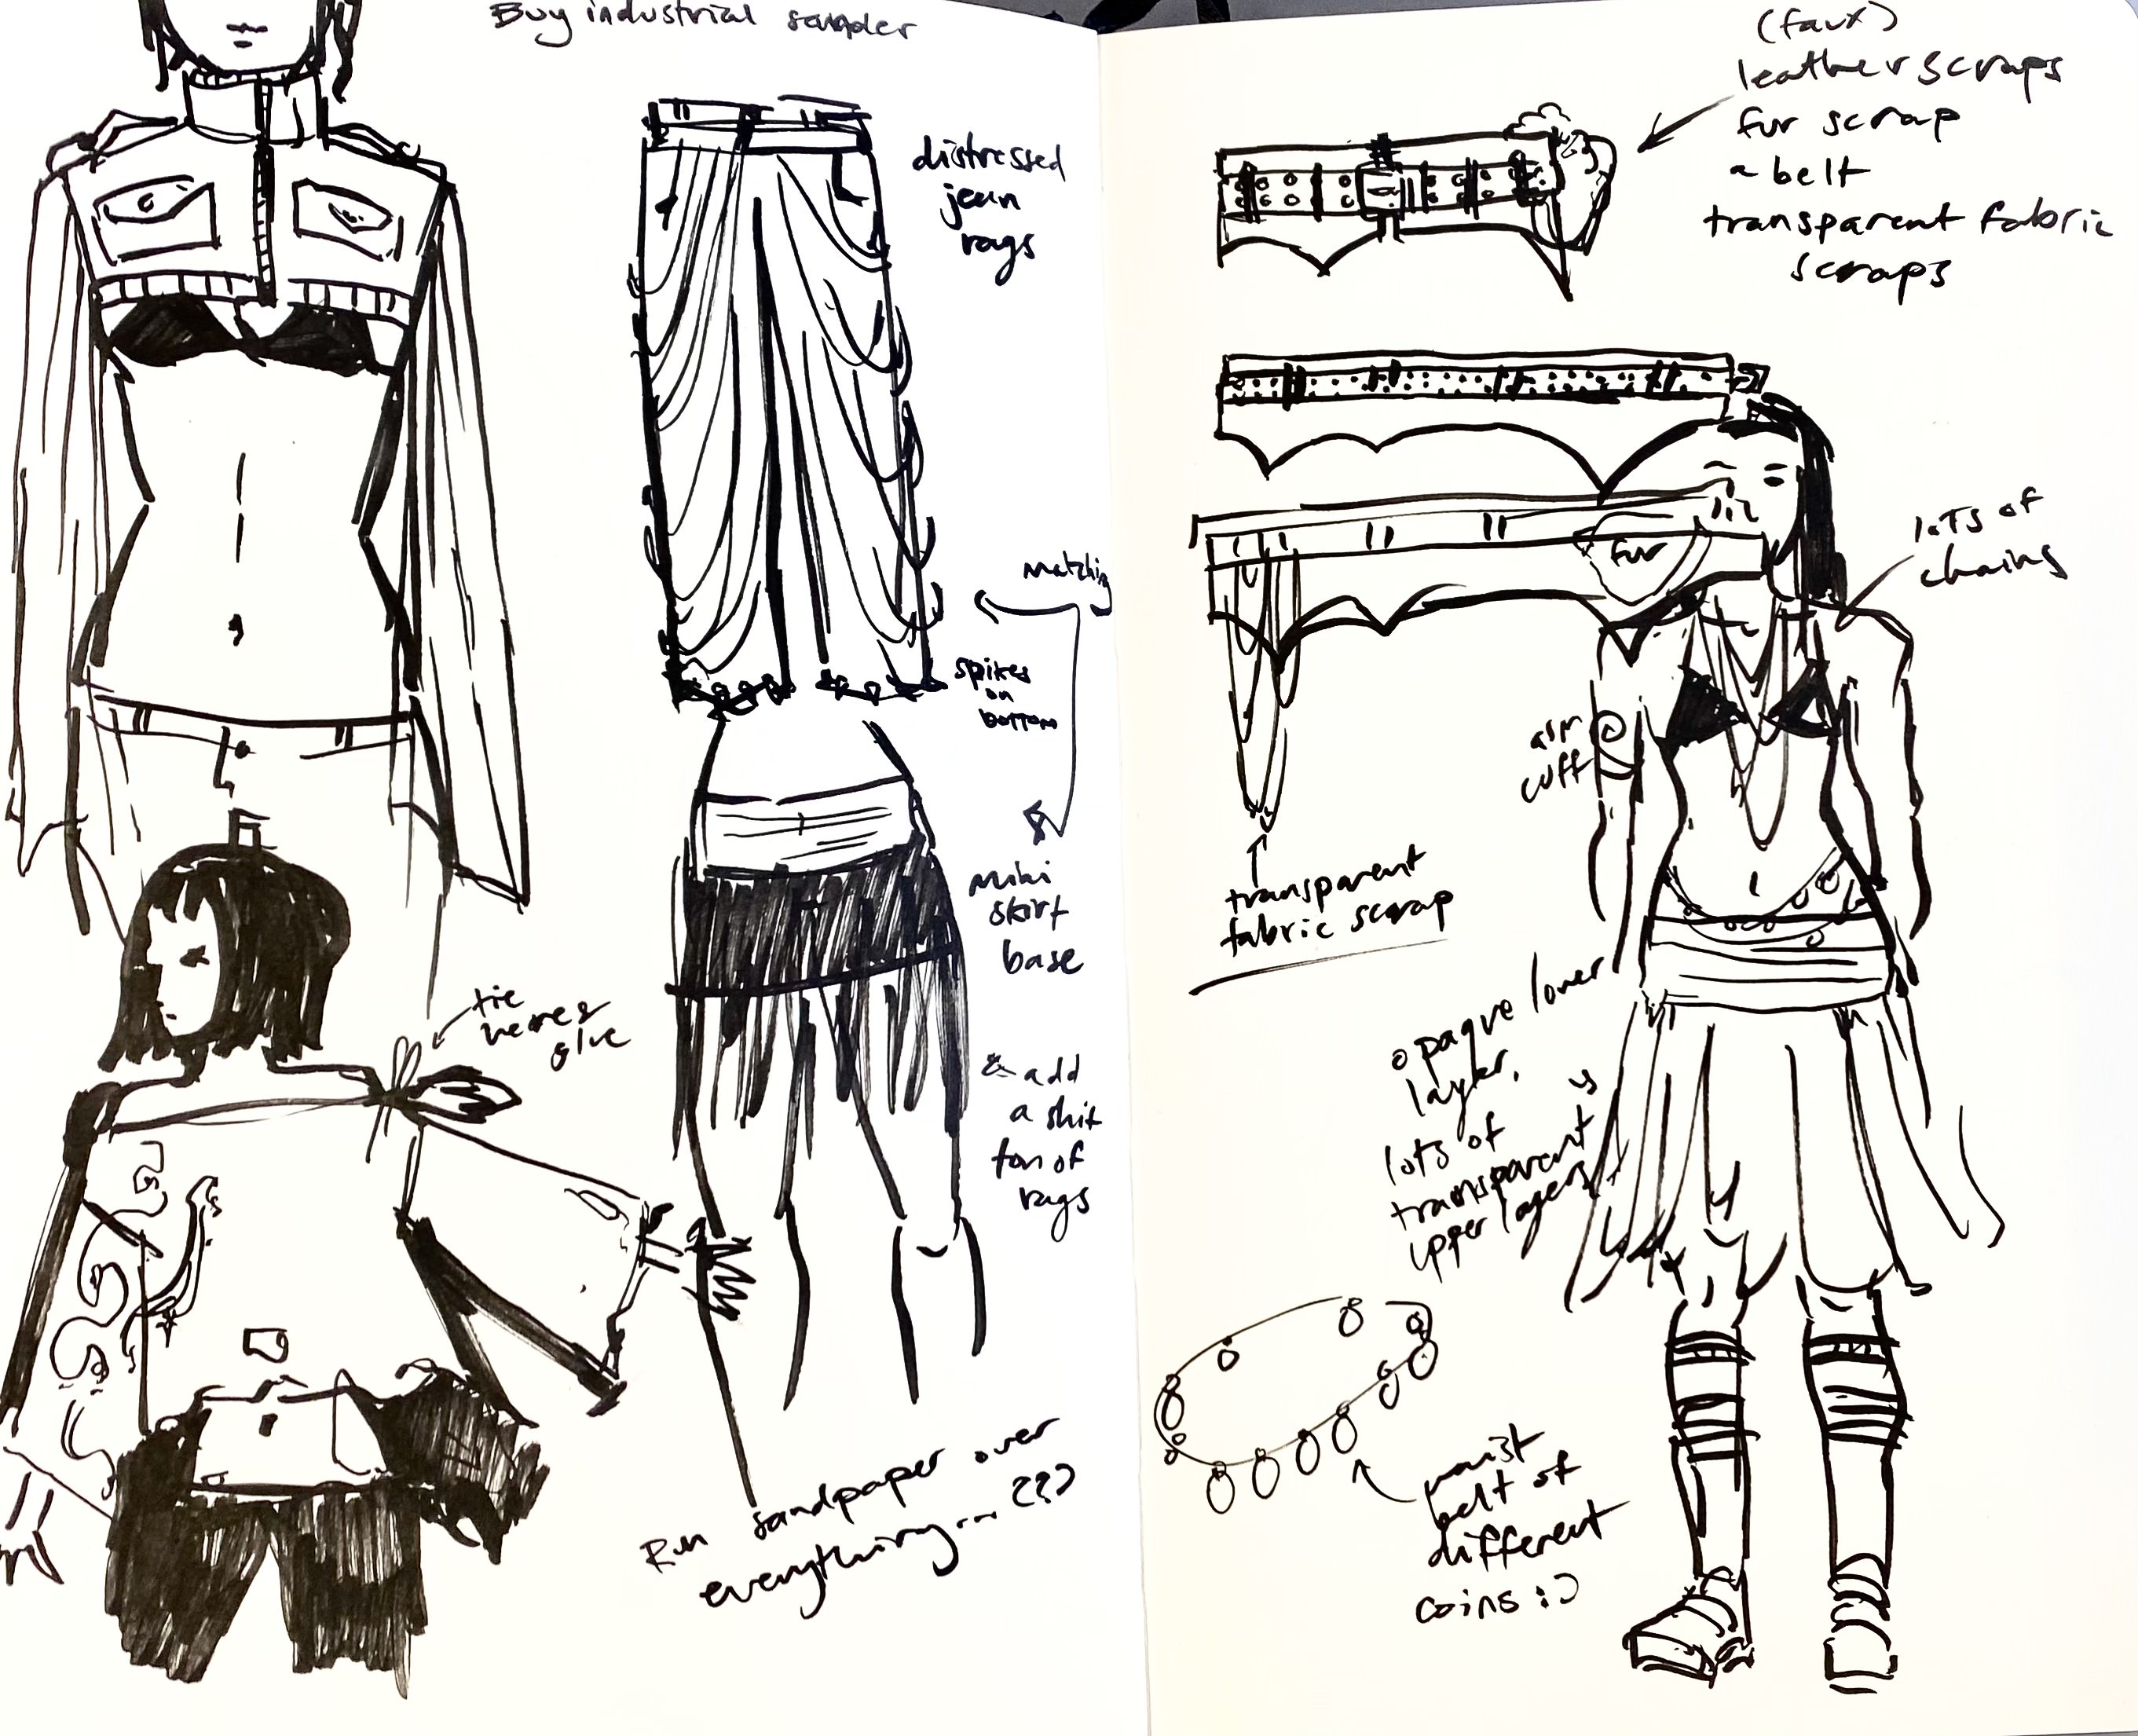 Buy industrial sander
distressed
jean
rags
matching
spikes
on
bottom
mini
skirt
base
& add
a shit
ton of
rags
tie
here &
glue
Run sandpaper over
everything... ???
(faux)
leather scraps
fur scrap
a belt
transparent fabric
scraps
fur
lots of
chains
arm
cuff
transparent
fabric scrap
opaque lower
layer,
lots of
transparent
upper layers
waist
belt of
different
coins :)